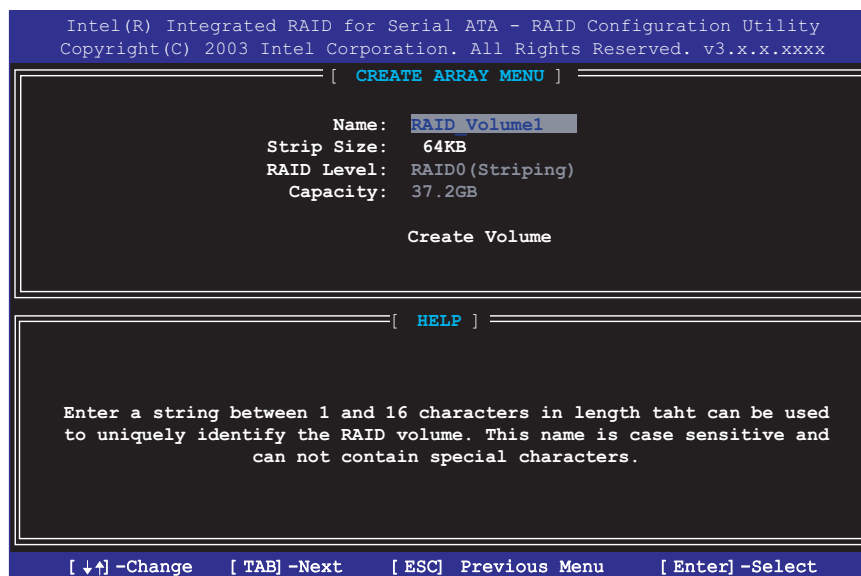 Intel(R) Integrated RAID for Serial ATA - RAID Configuration Utility
Copyright(C) 2003 Intel Corporation. All Rights Reserved. v3.x.x.xxxx
[ CREATE ARRAY MENU ]
Name: RAID_Volume1
Strip Size: 64KB
RAID Level: RAID0(Striping)
Capacity: 37.2GB
Create Volume
[ HELP ]
Enter a string between 1 and 16 characters in length taht can be used
to uniquely identify the RAID volume. This name is case sensitive and
can not contain special characters.
[↓↑]-Change [TAB]-Next [ESC] Previous Menu [Enter]-Select